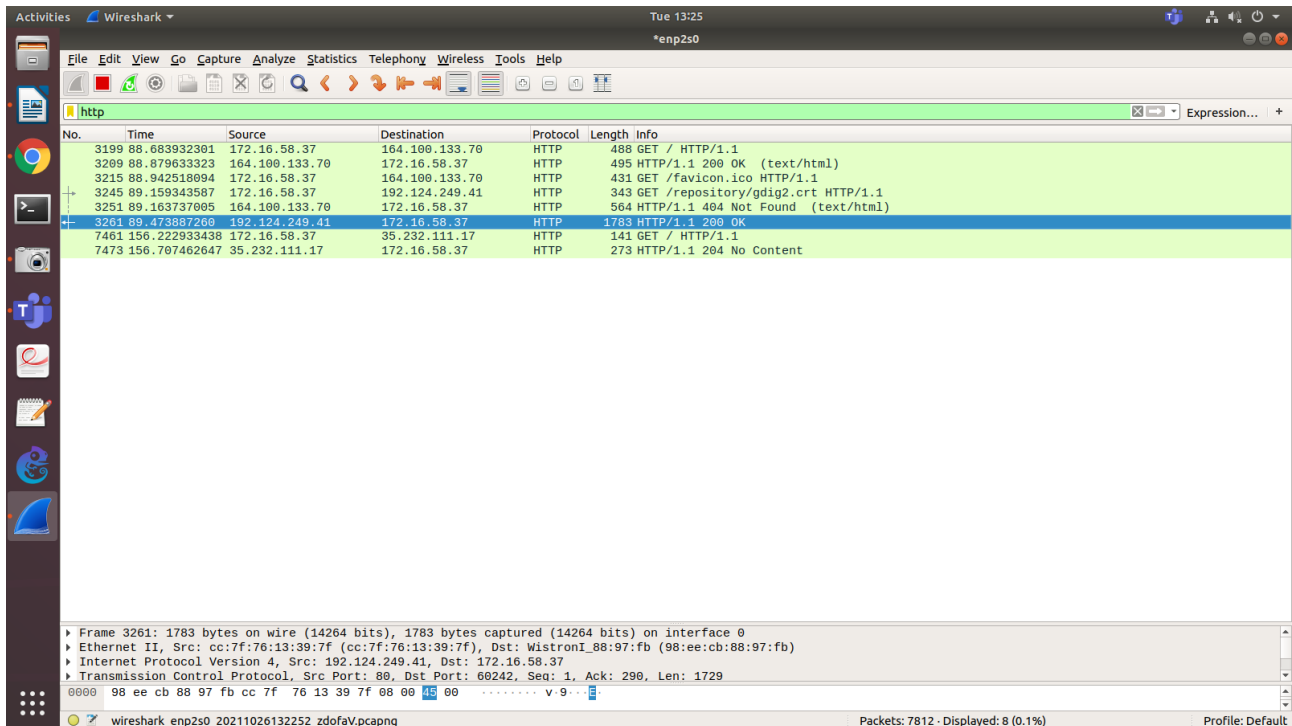 Activities Wireshark Tue 13:25
*enp2s0
File Edit View Go Capture Analyze Statistics Telephony Wireless Tools Help
http Expression… +
No. Time Source Destination Protocol Length Info
3199 88.683932301 172.16.58.37 164.100.133.70 HTTP 488 GET / HTTP/1.1
3209 88.879633323 164.100.133.70 172.16.58.37 HTTP 495 HTTP/1.1 200 OK (text/html)
3215 88.942518094 172.16.58.37 164.100.133.70 HTTP 431 GET /favicon.ico HTTP/1.1
3245 89.159343587 172.16.58.37 192.124.249.41 HTTP 343 GET /repository/gdig2.crt HTTP/1.1
3251 89.163737005 164.100.133.70 172.16.58.37 HTTP 564 HTTP/1.1 404 Not Found (text/html)
3261 89.473887260 192.124.249.41 172.16.58.37 HTTP 1783 HTTP/1.1 200 OK
7461 156.222933438 172.16.58.37 35.232.111.17 HTTP 141 GET / HTTP/1.1
7473 156.707462647 35.232.111.17 172.16.58.37 HTTP 273 HTTP/1.1 204 No Content
Frame 3261: 1783 bytes on wire (14264 bits), 1783 bytes captured (14264 bits) on interface 0
Ethernet II, Src: cc:7f:76:13:39:7f (cc:7f:76:13:39:7f), Dst: WistronI_88:97:fb (98:ee:cb:88:97:fb)
Internet Protocol Version 4, Src: 192.124.249.41, Dst: 172.16.58.37
Transmission Control Protocol, Src Port: 80, Dst Port: 60242, Seq: 1, Ack: 290, Len: 1729
0000 98 ee cb 88 97 fb cc 7f 76 13 39 7f 08 00 45 00 ········ v·9···E·
wireshark_enp2s0_20211026132252_zdofaV.pcapng Packets: 7812 · Displayed: 8 (0.1%) Profile: Default